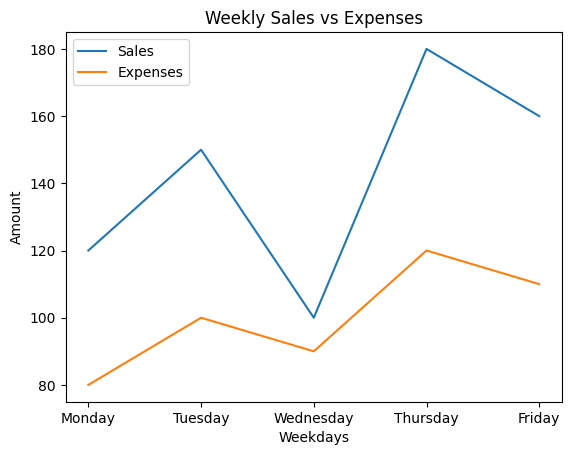 Weekly Sales vs Expenses
Sales
Expenses
180
160
140
120
100
80
Amount
Monday Tuesday Wednesday Thursday Friday
Weekdays